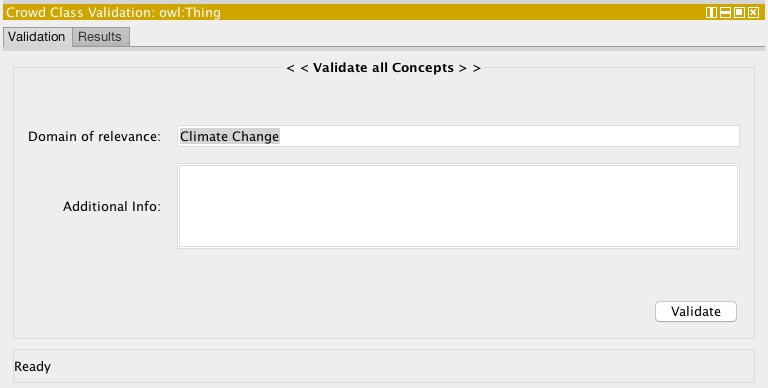 Crowd Class Validation: owl:Thing
Validation Results
< < Validate all Concepts > >
Domain of relevance: Climate Change
Additional Info:
Validate
Ready